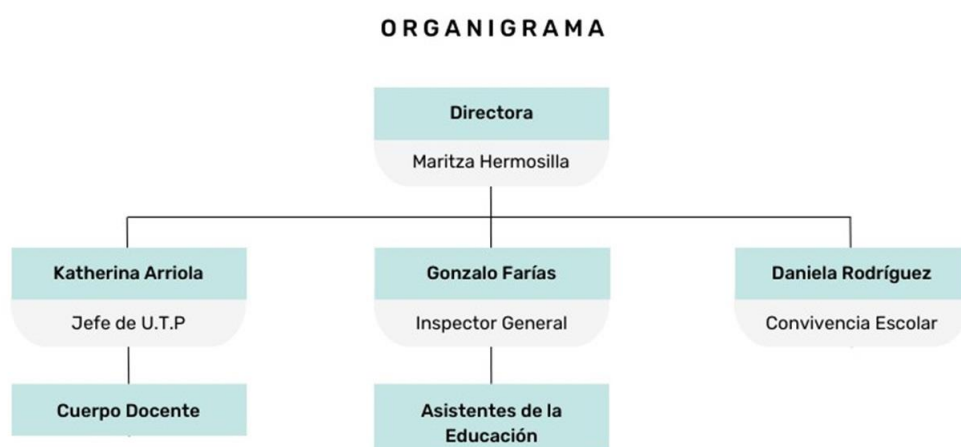 ORGANIGRAMA
Directora
Maritza Hermosilla
Katherina Arriola
Jefe de U.T.P
Gonzalo Farías
Inspector General
Daniela Rodríguez
Convivencia Escolar
Cuerpo Docente
Asistentes de la
Educación